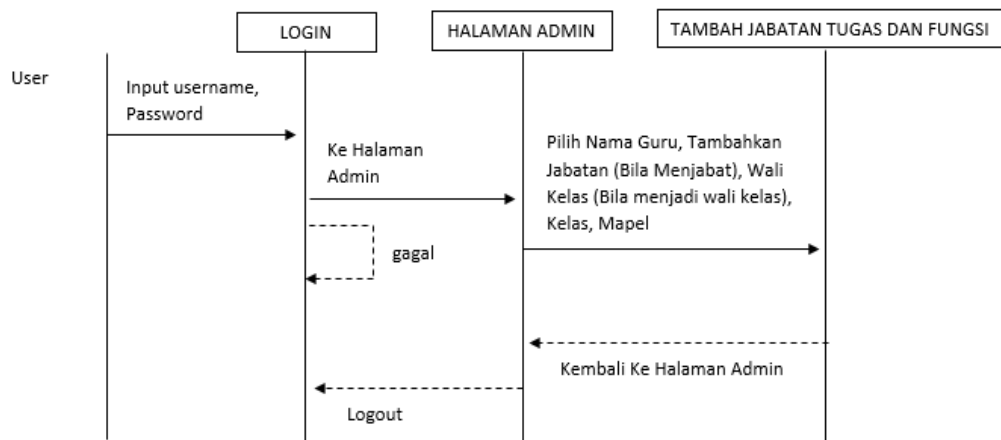 LOGIN
HALAMAN ADMIN
TAMBAH JABATAN TUGAS DAN FUNGSI
User
Input username,
Password
Ke Halaman
Admin
Pilih Nama Guru, Tambahkan
Jabatan (Bila Menjabat), Wali
Kelas (Bila menjadi wali kelas),
Kelas, Mapel
gagal
Kembali Ke Halaman Admin
Logout